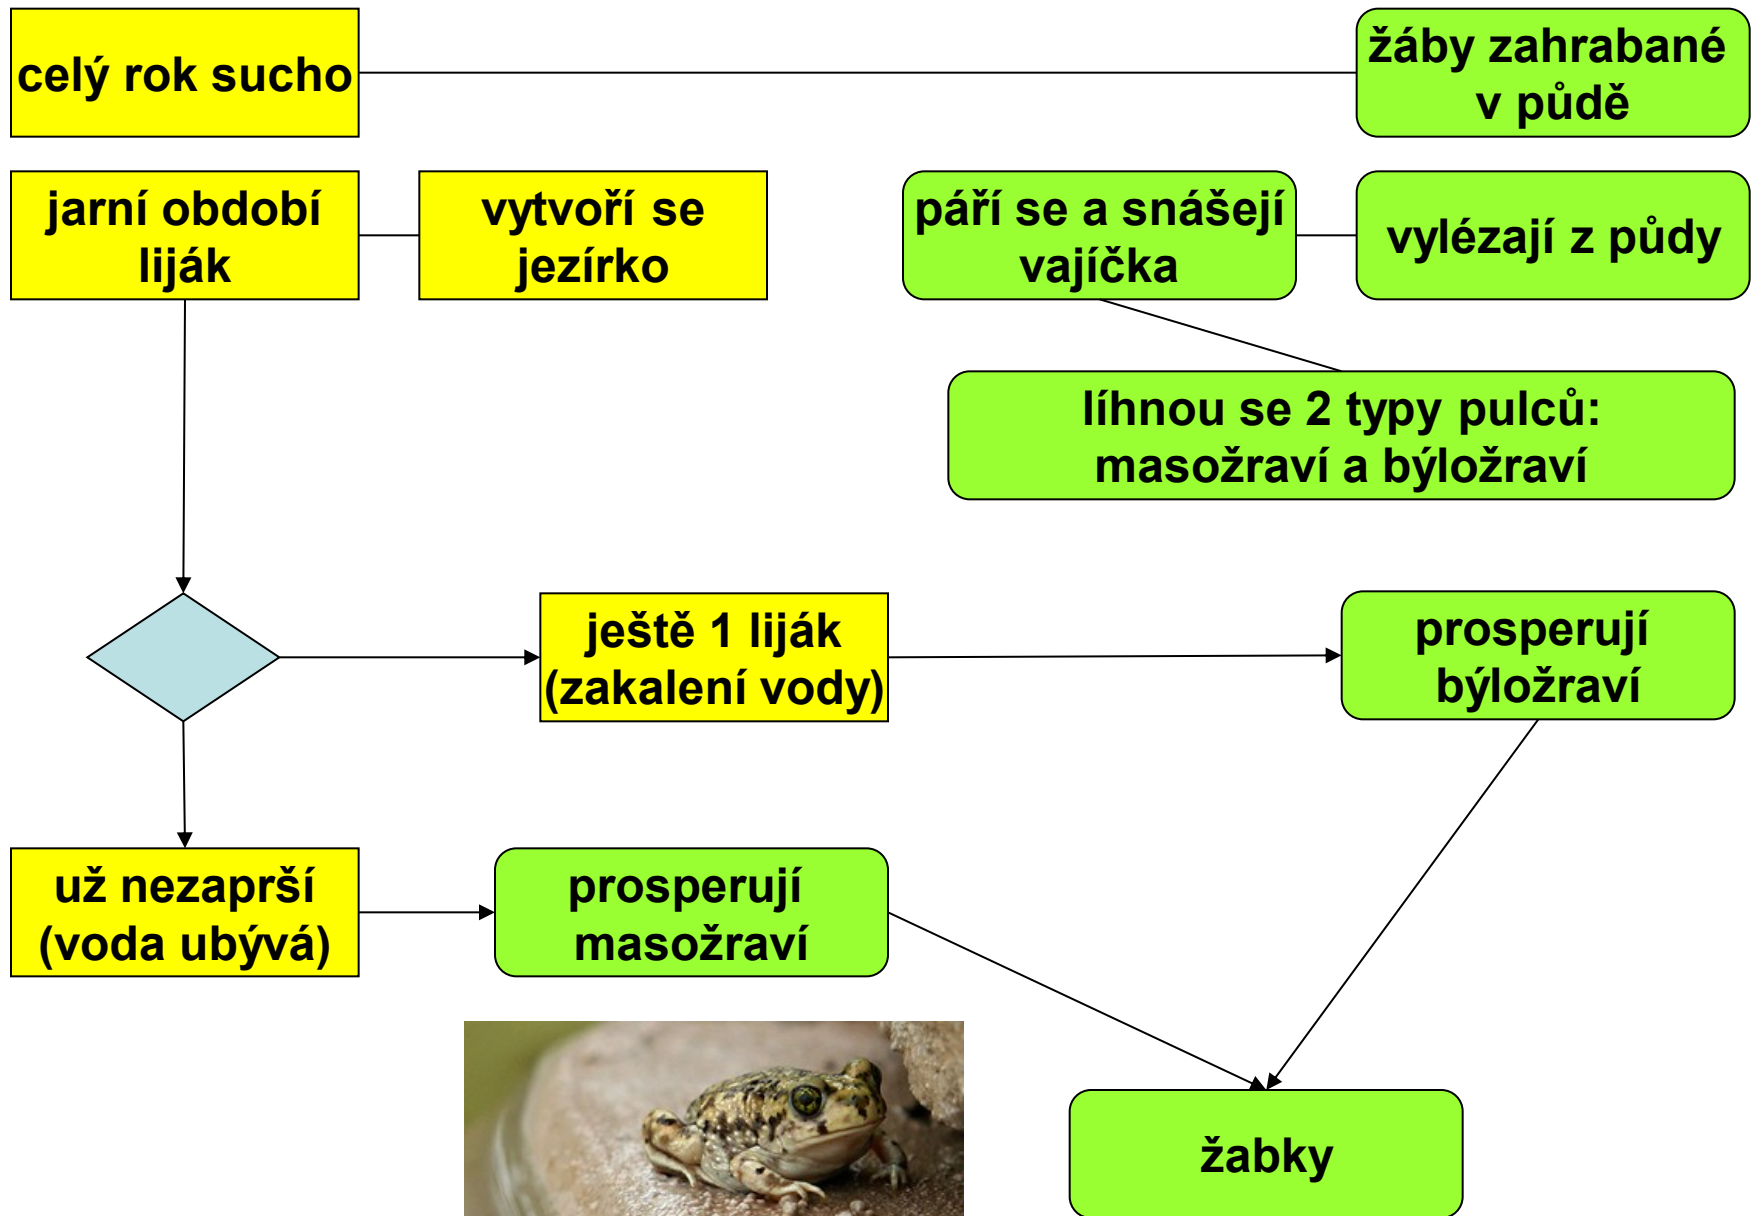 celý rok sucho
žáby zahrabané
v půdě
jarní období
liják
vytvoří se
jezírko
páří se a snášejí
vajíčka
vylézají z půdy
líhnou se 2 typy pulců:
masožraví a býložraví
ještě 1 liják
(zakalení vody)
prosperují
býložraví
už nezaprší
(voda ubývá)
prosperují
masožraví
žabky